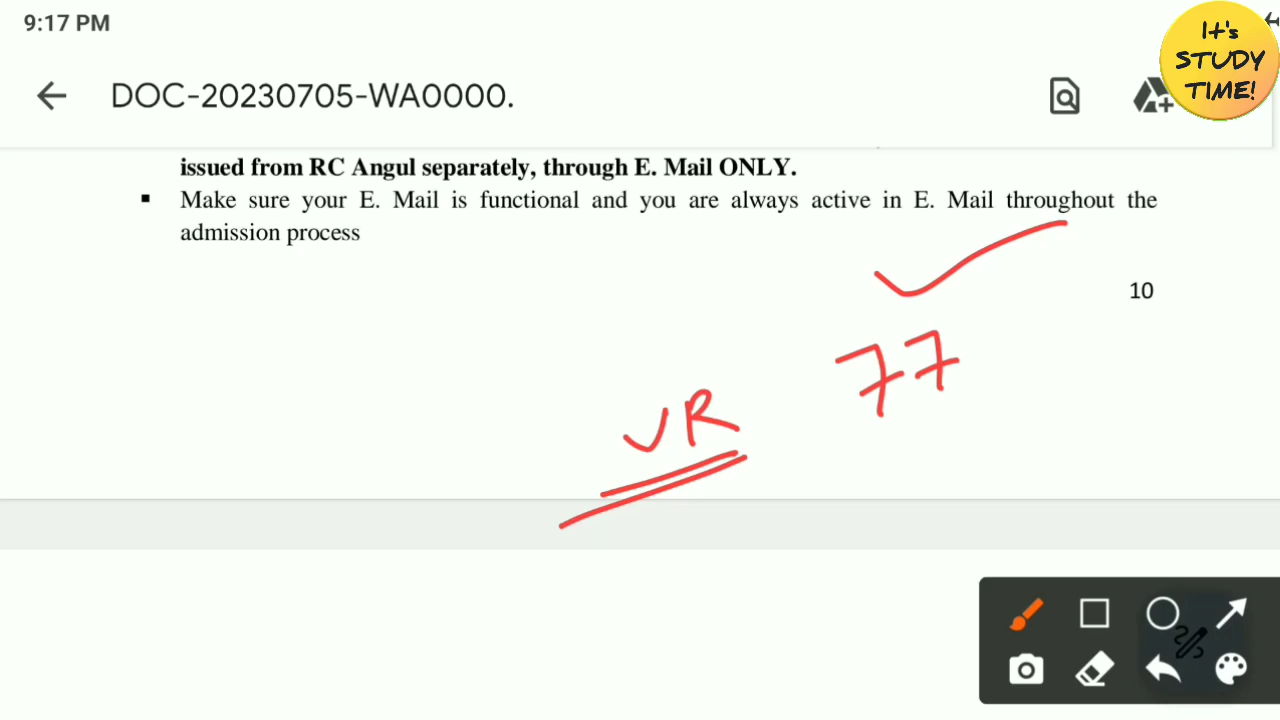 9:17 PM
It's
STUDY
TIME!
DOC-20230705-WA0000.
issued from RC Angul separately, through E. Mail ONLY.
▪ Make sure your E. Mail is functional and you are always active in E. Mail throughout the
admission process
10
77
UR